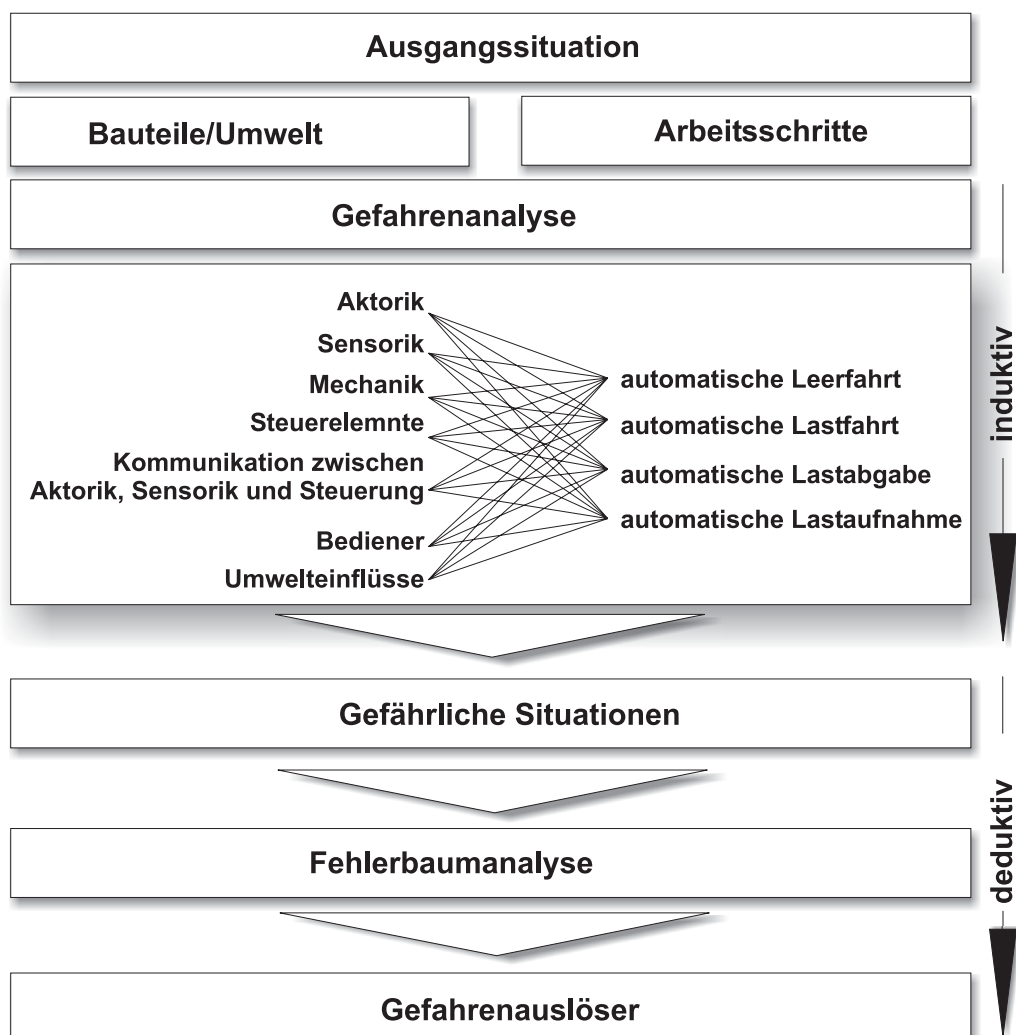 Ausgangssituation
Bauteile/Umwelt
Arbeitsschritte
Gefahrenanalyse
Aktorik
Sensorik
Mechanik
Steuerelemnte
Kommunikation zwischen
Aktorik, Sensorik und Steuerung
Bediener
Umwelteinflüsse
automatische Leerfahrt
automatische Lastfahrt
automatische Lastabgabe
automatische Lastaufnahme
induktiv
Gefährliche Situationen
Fehlerbaumanalyse
deduktiv
Gefahrenauslöser